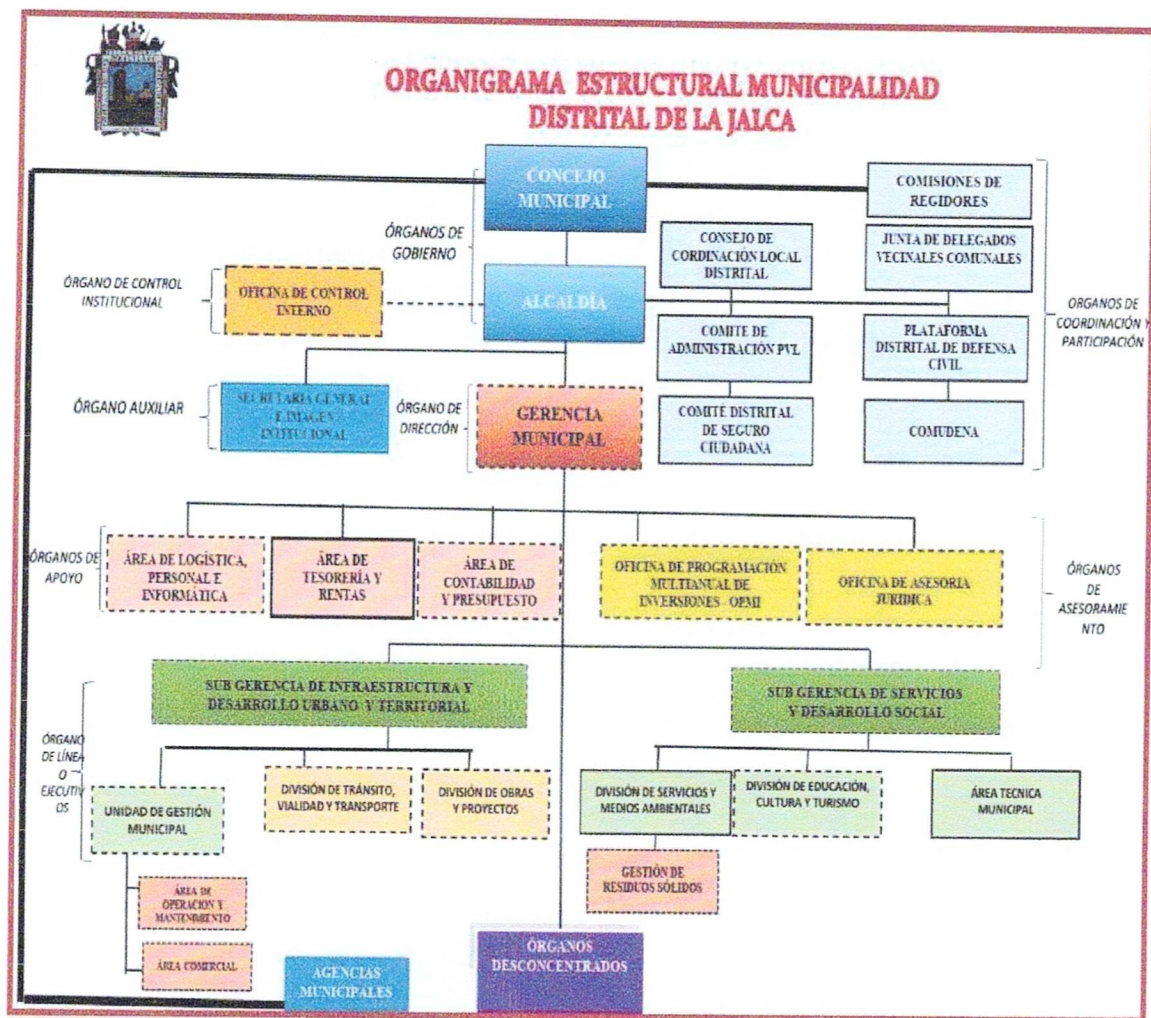 ORGANIGRAMA ESTRUCTURAL MUNICIPALIDAD
DISTRITAL DE LA JALCA
CONCEJO
MUNICIPAL
COMISIONES DE
REGIDORES
ÓRGANOS DE
GOBIERNO
CONSEJO DE
CORDINACIÓN LOCAL
DISTRITAL
JUNTA DE DELEGADOS
VECINALES COMUNALES
ÓRGANO DE CONTROL
INSTITUCIONAL
OFICINA DE CONTROL
INTERNO
ALCALDÍA
ORGANOS DE
COORDINACIÓN Y
PARTICIPACIÓN
COMITE DE
ADMINISTRACIÓN PVL
PLATAFORMA
DISTRITAL DE DEFENSA
CIVIL
ÓRGANO AUXILIAR
SECRETARIA GENERAL
E IMAGEN
INTITUCIONAL
ÓRGANO DE
DIRECCIÓN
GERENCIA
MUNICIPAL
COMITÉ DISTRITAL
DE SEGURO
CIUDADANA
COMUDENA
ÓRGANOS DE
APOYO
ÁREA DE LOGÍSTICA,
PERSONAL E
INFORMÁTICA
ÁREA DE
TESORERÍA Y
RENTAS
ÁREA DE
CONTABILIDAD
Y PRESUPUESTO
OFICINA DE PROGRAMACIÓN
MULTIANUAL DE
INVERSIONES - OPMI
OFICINA DE ASESORIA
JURIDICA
ÓRGANOS
DE
ASESORAMIE
NTO
SUB GERENCIA DE INFRAESTRUCTURA Y
DESARROLLO URBANO Y TERRITORIAL
SUB GERENCIA DE SERVICIOS
Y DESARROLLO SOCIAL
ÓRGANO
DE LÍNEA
O
EJECUTIV
OS
UNIDAD DE GESTIÓN
MUNICIPAL
DIVISIÓN DE TRÁNSITO,
VIALIDAD Y TRANSPORTE
DIVISIÓN DE OBRAS
Y PROYECTOS
DIVISIÓN DE SERVICIOS Y
MEDIOS AMBIENTALES
DIVISIÓN DE EDUCACIÓN,
CULTURA Y TURISMO
ÁREA TECNICA
MUNICIPAL
GESTIÓN DE
RESIDUOS SÓLIDOS
ÁREA DE
OPERACION Y
MANTENIMIENTO
ÁREA COMERCIAL
AGENCIAS
MUNICIPALES
ÓRGANOS
DESCONCENTRADOS